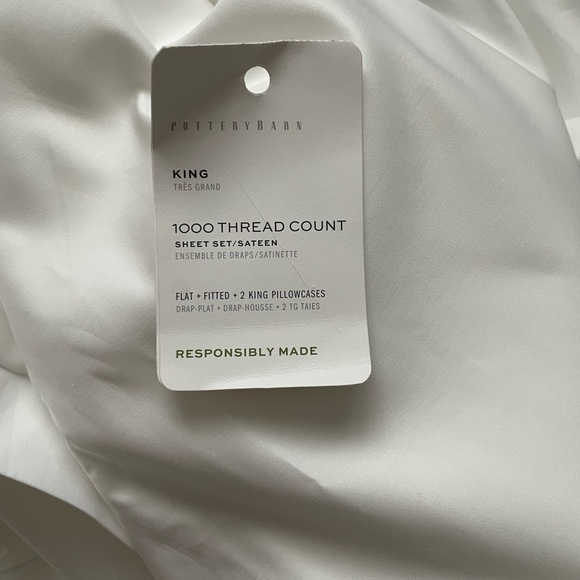 POTTERYBARN
KING
TRÈS GRAND
1000 THREAD COUNT
SHEET SET/SATEEN
ENSEMBLE DE DRAPS/SATINETTE
FLAT + FITTED + 2 KING PILLOWCASES
DRAP-PLAT + DRAP-HOUSSE + 2 TG TAIES
RESPONSIBLY MADE